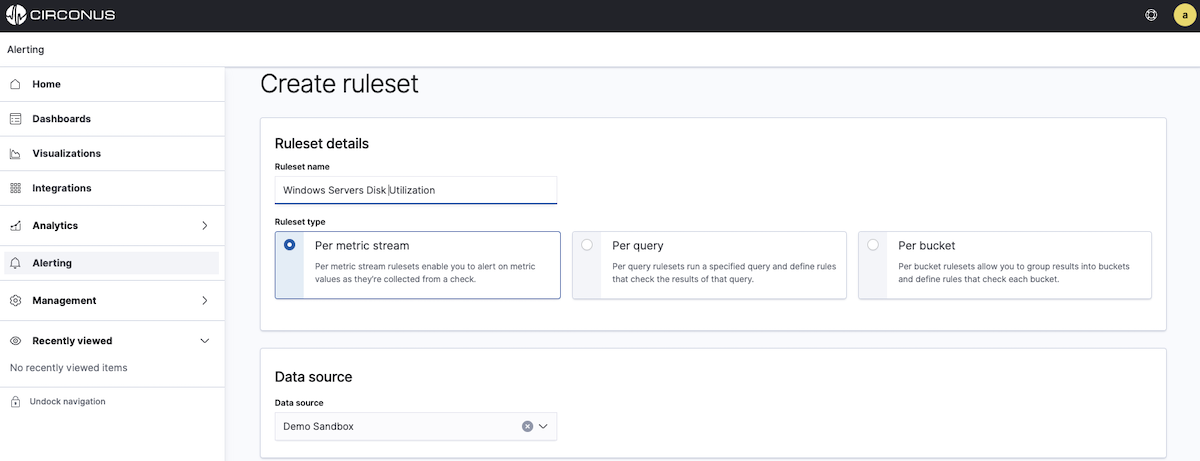 CIRCONUS
a
Alerting
Home
Dashboards
Visualizations
Integrations
Analytics
Alerting
Management
Recently viewed
No recently viewed items
Undock navigation
Create ruleset
Ruleset details
Ruleset name
Windows Servers Disk Utilization
Ruleset type
Per metric stream
Per metric stream rulesets enable you to alert on metric
values as they're collected from a check.
Per query
Per query rulesets run a specified query and define rules
that check the results of that query.
Per bucket
Per bucket rulesets allow you to group results into buckets
and define rules that check each bucket.
Data source
Data source
Demo Sandbox